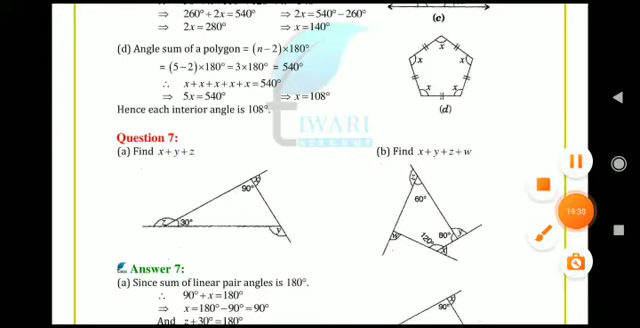 ⇒ 260°+2x = 540° ⇒ 2x = 540° − 260°
⇒ 2x = 280° ⇒ x = 140°
(c)
(d) Angle sum of a polygon = (n − 2) × 180°
= (5 − 2) × 180° = 3 × 180° = 540°
∴ x + x + x + x + x = 540°
⇒ 5x = 540° ⇒ x = 108°
Hence each interior angle is 108°.
x
x x
x x
(d)
TIWARI
ACADEMY
Question 7:
(a) Find x + y + z
(b) Find x + y + z + w
x
90°
z 30°
y
z
60°
w 120° 80° y
x
19:38
Answer 7:
(a) Since sum of linear pair angles is 180°.
∴ 90° + x = 180°
⇒ x = 180° − 90° = 90°
And z + 30° = 180°
x
90°